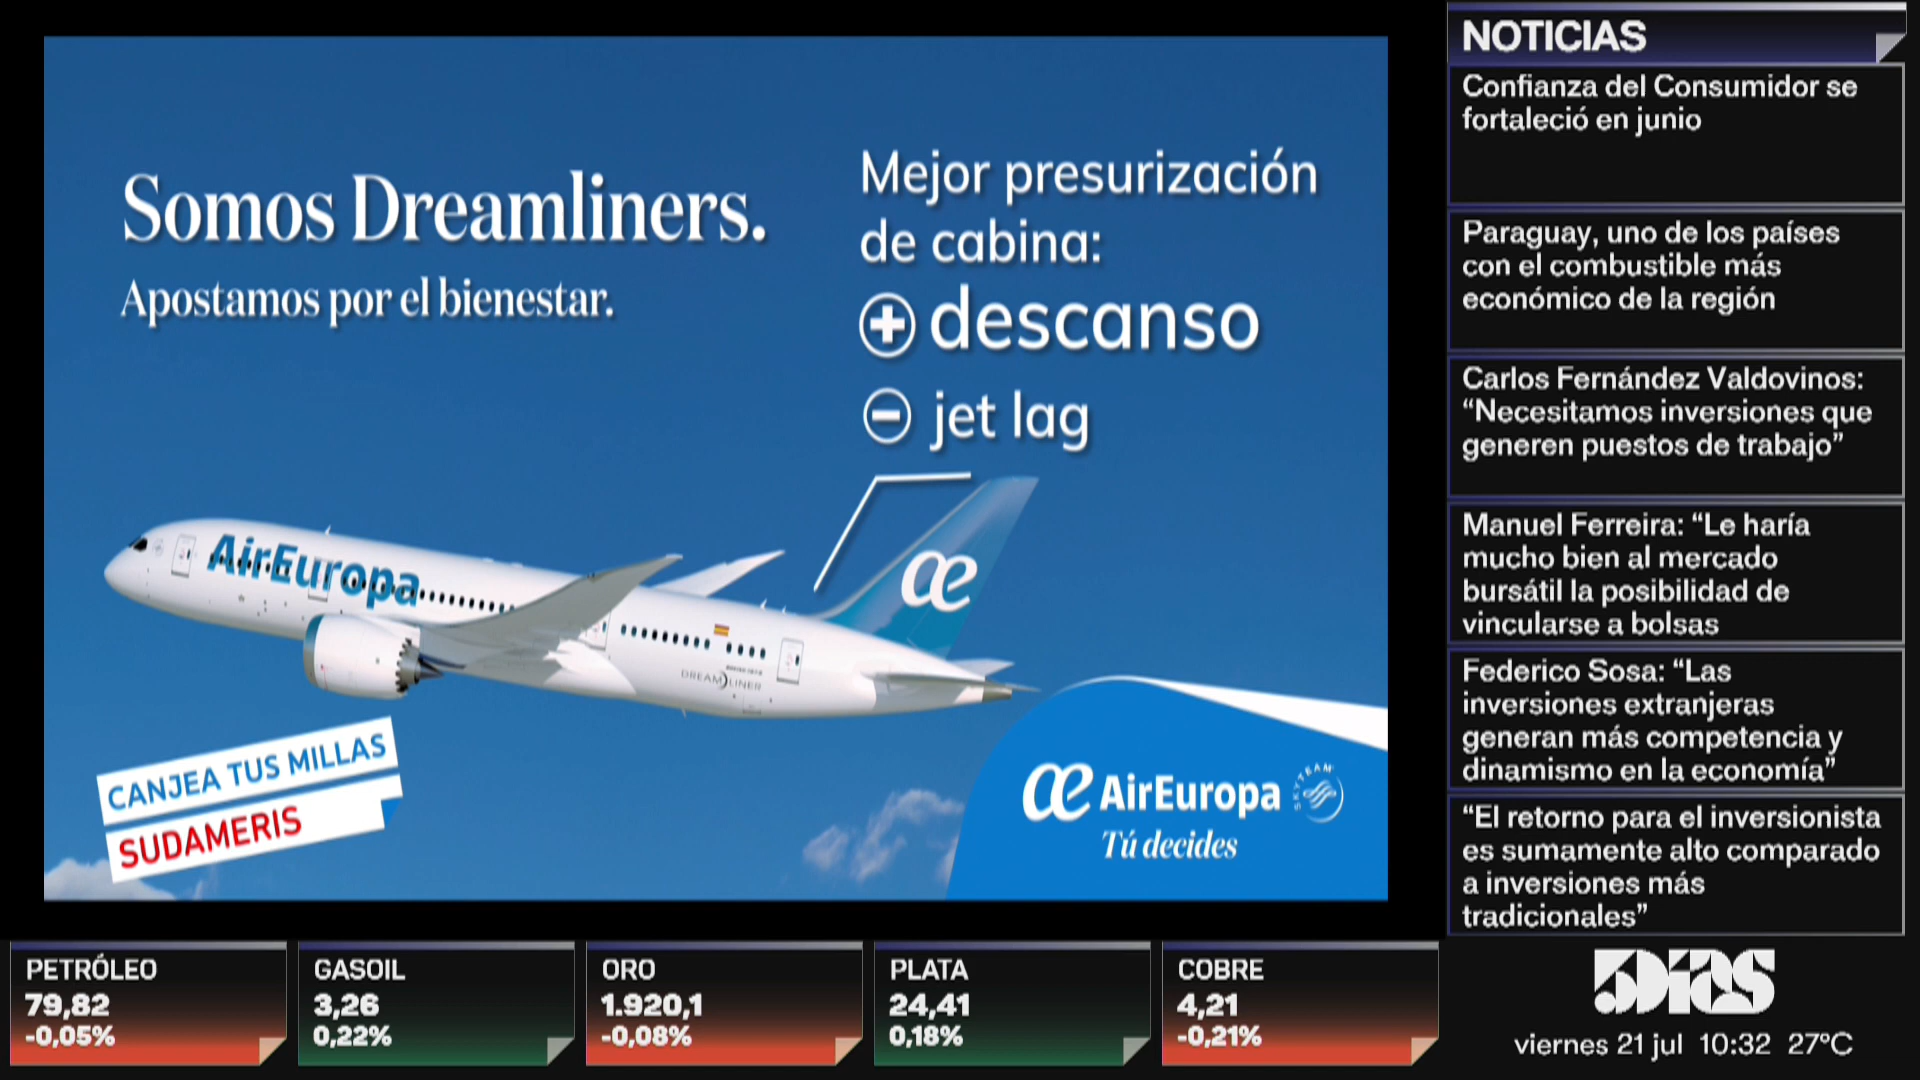 Somos Dreamliners.
Apostamos por el bienestar.
Mejor presurización
de cabina:
+ descanso
− jet lag
AirEuropa
æ
DREAMLINER
CANJEA TUS MILLAS
SUDAMERIS
æ AirEuropa
SKYTEAM
Tú decides
NOTICIAS
Confianza del Consumidor se
fortaleció en junio
Paraguay, uno de los países
con el combustible más
económico de la región
Carlos Fernández Valdovinos:
“Necesitamos inversiones que
generen puestos de trabajo”
Manuel Ferreira: “Le haría
mucho bien al mercado
bursátil la posibilidad de
vincularse a bolsas
Federico Sosa: “Las
inversiones extranjeras
generan más competencia y
dinamismo en la economía”
“El retorno para el inversionista
es sumamente alto comparado
a inversiones más
tradicionales”
PETRÓLEO
79,82
-0,05%
GASOIL
3,26
0,22%
ORO
1.920,1
-0,08%
PLATA
24,41
0,18%
COBRE
4,21
-0,21%
5DIAS
viernes 21 jul 10:32 27°C